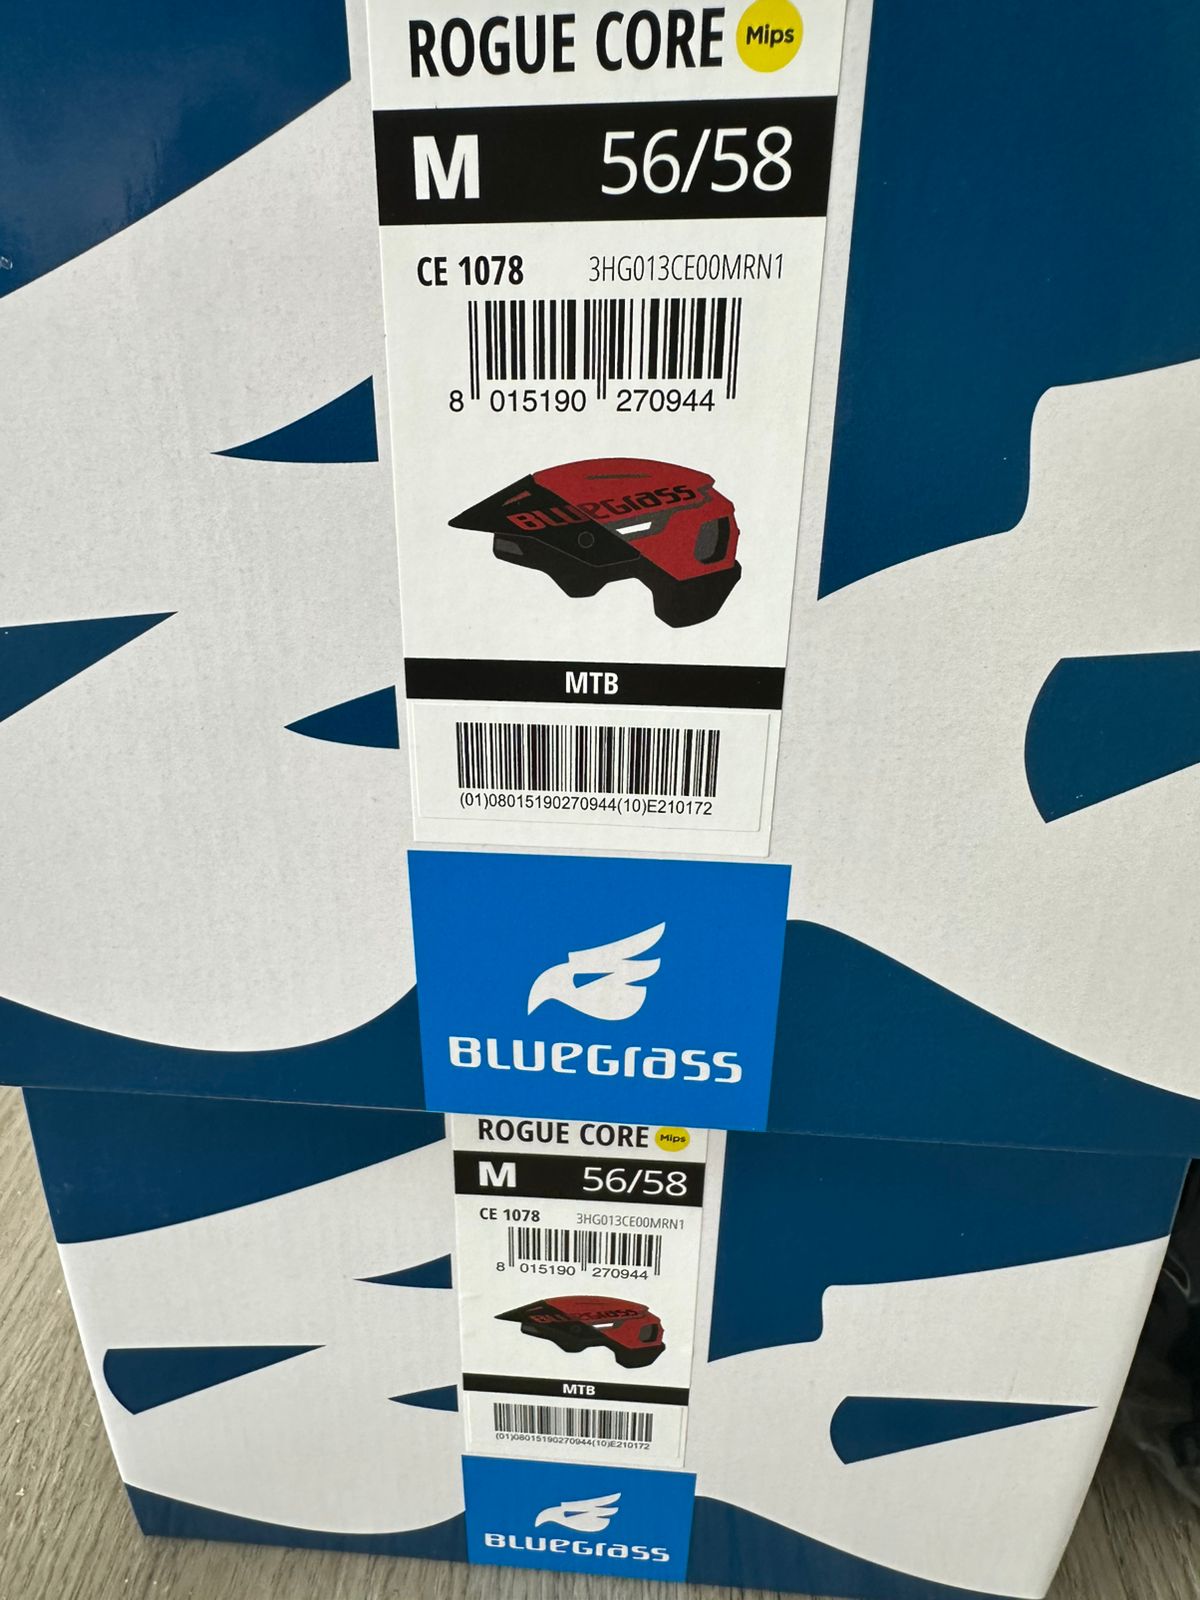 ROGUE CORE Mips
M 56/58
CE 1078 3HG013CE00MRN1
8 015190 270944
BLUEGrass
MTB
(01)08015190270944(10)E210172
BLUEGrass
ROGUE CORE Mips
M 56/58
CE 1078 3HG013CE00MRN1
8 015190 270944
BLUEGrass
MTB
(01)08015190270944(10)E210172
BLUEGrass